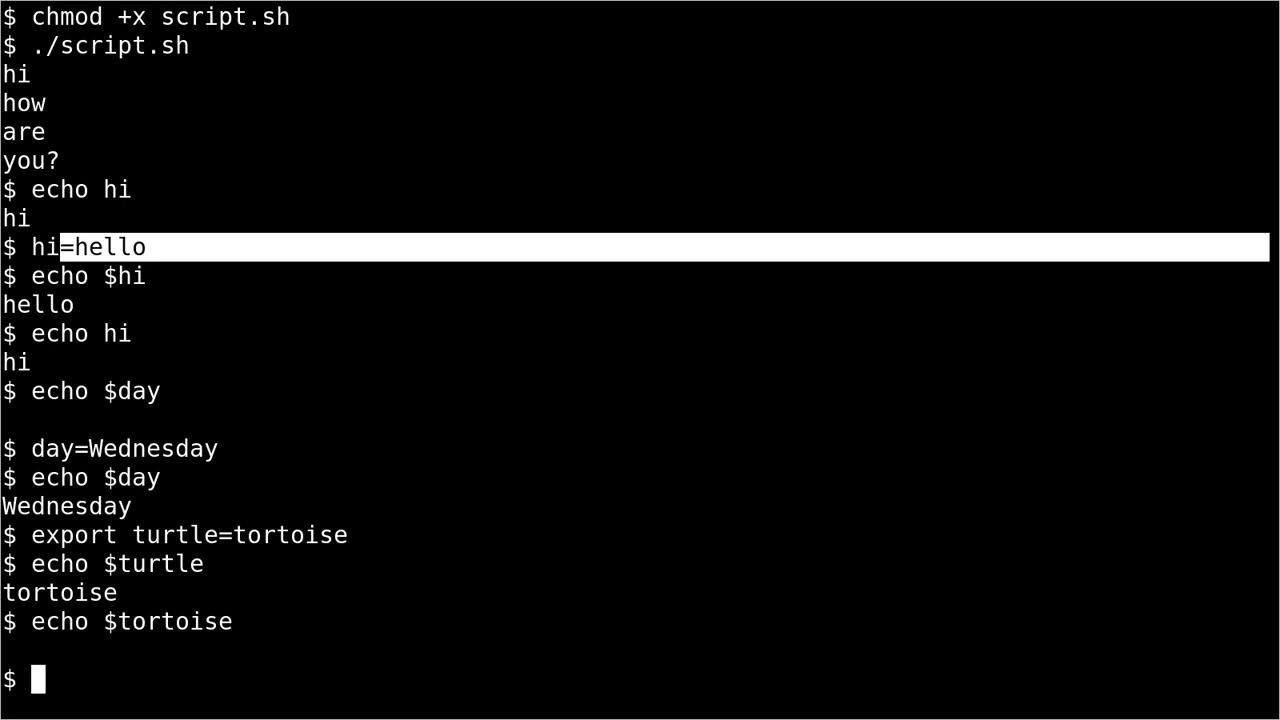 $ chmod +x script.sh
$ ./script.sh
hi
how
are
you?
$ echo hi
hi
$ hi=hello
$ echo $hi
hello
$ echo hi
hi
$ echo $day

$ day=Wednesday
$ echo $day
Wednesday
$ export turtle=tortoise
$ echo $turtle
tortoise
$ echo $tortoise

$